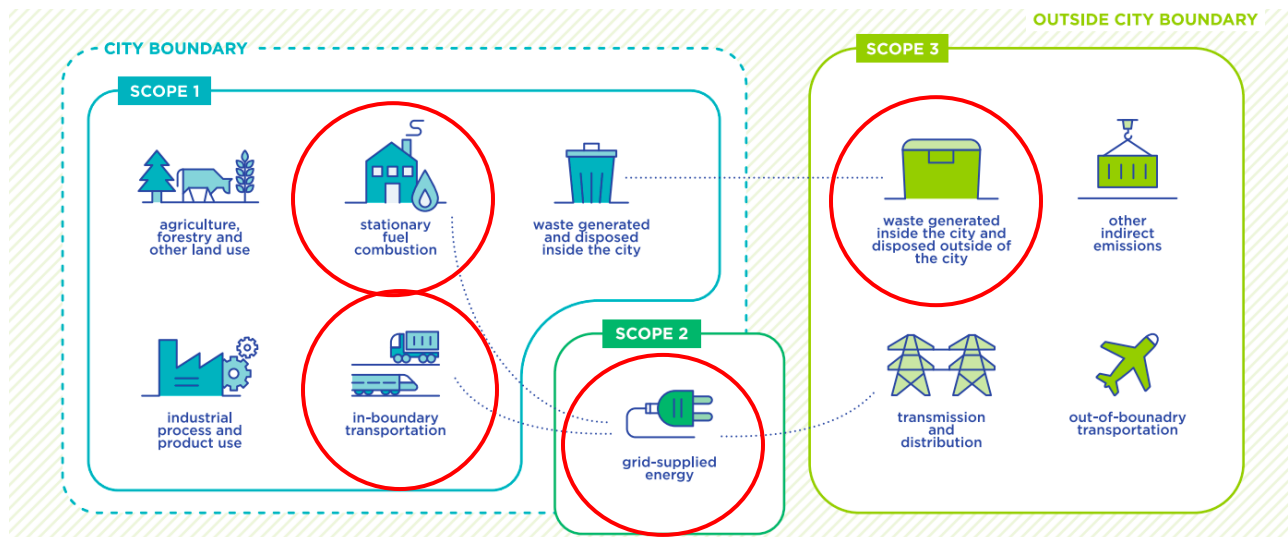 OUTSIDE CITY BOUNDARY
CITY BOUNDARY
SCOPE 3
SCOPE 1
agriculture,
forestry and
other land use
stationary
fuel
combustion
waste generated
and disposed
inside the city
waste generated
inside the city and
disposed outside of
the city
other
indirect
emissions
SCOPE 2
industrial
process and
product use
in-boundary
transportation
grid-supplied
energy
transmission
and
distribution
out-of-bounadry
transportation